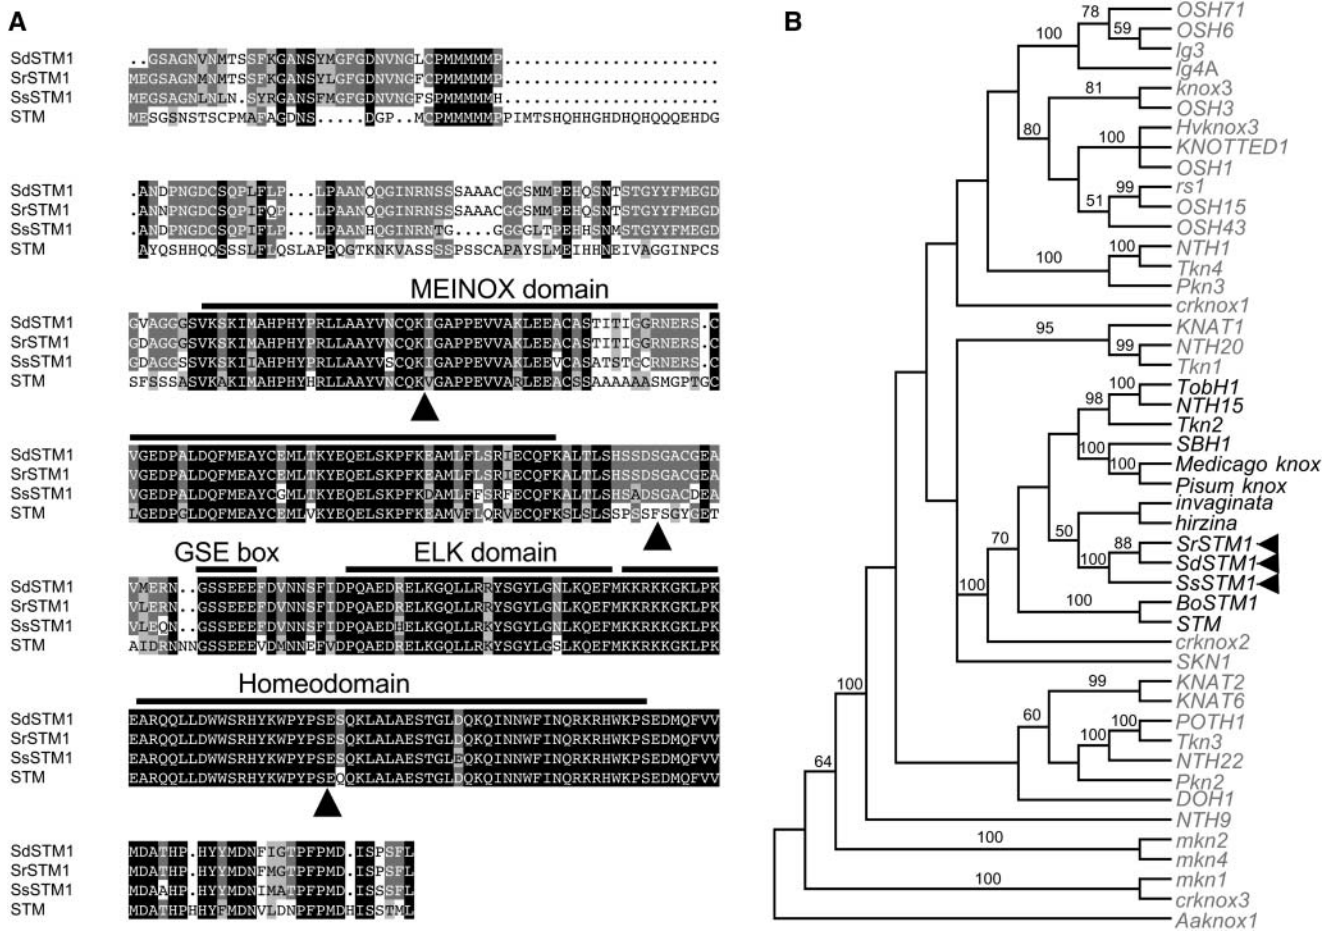 A
SdSTM1 ..GSAGNVNMTSSFKGANSYMGFGDNVNGLCPMMMMMP......................
SrSTM1 MEGSAGNMNMTSSFKGANSYLGFGDNVNGFCPMMMMMP......................
SsSTM1 MEGSAGNLNLN.SYRGANSFMGFGDNVNGFSPMMMMMH......................
STM MESGSNSTSCPMAFAGDNS.....DGP..MCPMMMMMPPIMTSHQHHGHDHQHQQQEHDG
SdSTM1 .ANDPNGDCSQPLFLP...LPAANQQGINRNSSSAAACGGSMMPEHQSNTSTGYYFMEGD
SrSTM1 .ANNPNGDCSQPIFQP...LPAANQQGINRNSSSAAACGGSMMPEHQSNTSTGYYFMEGD
SsSTM1 .ANDPNGDCSQPIFLP...LPAANHQGINRNTG....GGGGLTPEHHSNMSTGYYFMEGD
STM AYQSHHQQSSSLFLQSLAPPQGTKNKVASSSSPSSCAPAYSLMEIHHNEIVAGGINPCS
MEINOX domain
SdSTM1 GVAGGGSVKSKIMAHPHYPRLLAAYVNCQKIGAPPEVVAKLEEACASTITIGGRNERS.C
SrSTM1 GDAGGGSVKSKIMAHPHYPRLLAAYVNCQKIGAPPEVVAKLEEACASTITIGGRNERS.C
SsSTM1 GDAGGSSVKSKIIAHPHYPRLLAAYVSCQKIGAPPEVVAKLEEVCASATSTGCRNERS.C
STM SFSSSASVKAKIMAHPHYHRLLAAYVNCQKVGAPPEVVARLEEACSSAAAAAASMGPTGC
SdSTM1 VGEDPALDQFMEAYCEMLTKYEQELSKPFKEAMLFLSRIECQFKALTLSHSSDSGACGEA
SrSTM1 VGEDPALDQFMEAYCEMLTKYEQELSKPFKEAMLFLSRIECQFKALTLSHSSDSGACGEA
SsSTM1 VGEDPALDQFMEAYCGMLTKYEQELSKPFKDAMLFFSRFECQFKALTLSHSADSGACDEA
STM LGEDPGLDQFMEAYCEMLVKYEQELSKPFKEAMVFLQRVECQFKSLSLSSPSSFSGYGET
GSE box ELK domain
SdSTM1 VMERN..GSSEEEFDVNNSFIDPQAEDRELKGQLLRRYSGYLGNLKQEFMKKRKKGKLPK
SrSTM1 VLERN..GSSEEEFDVNNSFIDPQAEDRELKGQLLRRYSGYLGNLKQEFMKKRKKGKLPK
SsSTM1 VLEQN..GSSEEEFDVNNSFIDPQAEDHELKGQLLRKYSGYLGNLKQEFMKKRKKGKLPK
STM AIDRNNNGSSEEEVDMNNEFVDPQAEDRELKGQLLRKYSGYLGSLKQEFMKKRKKGKLPK
Homeodomain
SdSTM1 EARQQLLDWWSRHYKWPYPSESQKLALAESTGLDQKQINNWFINQRKRHWKPSEDMQFVV
SrSTM1 EARQQLLDWWSRHYKWPYPSESQKLALAESTGLDQKQINNWFINQRKRHWKPSEDMQFVV
SsSTM1 EARQQLLDWWSRHYKWPYPSESQKLALAESTGLEQKQINNWFINQRKRHWKPSEDMQFVV
STM EARQQLLDWWSRHYKWPYPSEQQKLALAESTGLDQKQINNWFINQRKRHWKPSEDMQFVV
SdSTM1 MDATHP.HYYMDNFIGTPFPMD.ISPSFL
SrSTM1 MDATHP.HYYMDNFMGTPFPMD.ISPSFL
SsSTM1 MDAAHP.HYYMDNIMATPFPMD.ISSSFL
STM MDATHPHHYFMDNVLDNPFPMDHISSTML
B
78 OSH71
59 OSH6
100 lg3
lg4A
81 knox3
OSH3
80 Hvknox3
100 KNOTTED1
OSH1
99 rs1
51 OSH15
OSH43
100 NTH1
100 Tkn4
Pkn3
crknox1
95 KNAT1
99 NTH20
Tkn1
100 TobH1
98 NTH15
Tkn2
100 SBH1
100 Medicago knox
Pisum knox
invaginata
50 hirzina
70 88 SrSTM1
100 SdSTM1
100 SsSTM1
100 BoSTM1
STM
crknox2
SKN1
100 99 KNAT2
KNAT6
60 100 POTH1
100 Tkn3
NTH22
Pkn2
DOH1
NTH9
64 100 mkn2
mkn4
100 mkn1
crknox3
Aaknox1